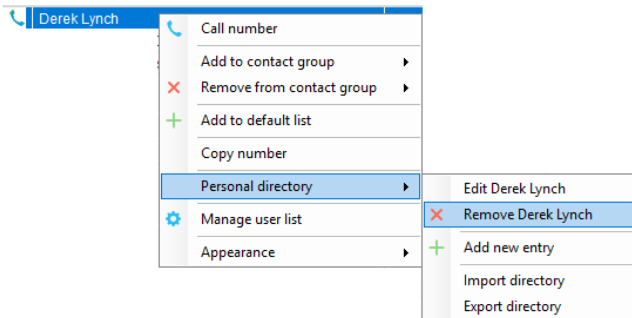 Derek Lynch
Call number
Add to contact group
Remove from contact group
Add to default list
Copy number
Personal directory
Manage user list
Appearance
Edit Derek Lynch
Remove Derek Lynch
Add new entry
Import directory
Export directory